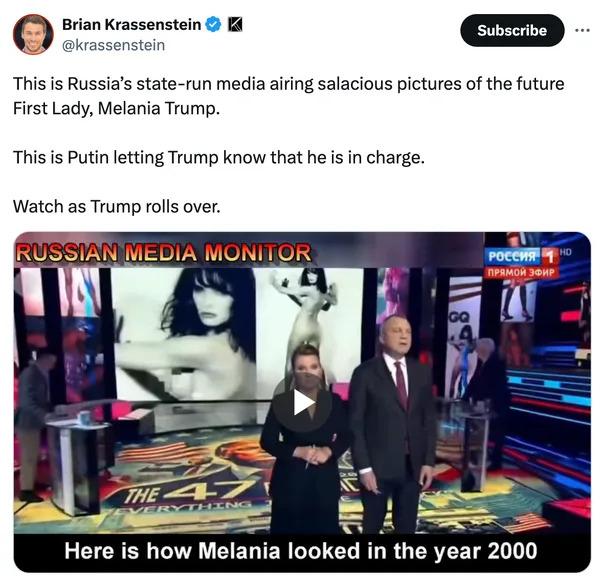 Brian Krassenstein
@krassenstein
Subscribe
This is Russia’s state-run media airing salacious pictures of the future
First Lady, Melania Trump.
This is Putin letting Trump know that he is in charge.
Watch as Trump rolls over.
RUSSIAN MEDIA MONITOR
РОССИЯ 1 HD
ПРЯМОЙ ЭФИР
GQ
THE 47
EVERYTHING
Here is how Melania looked in the year 2000